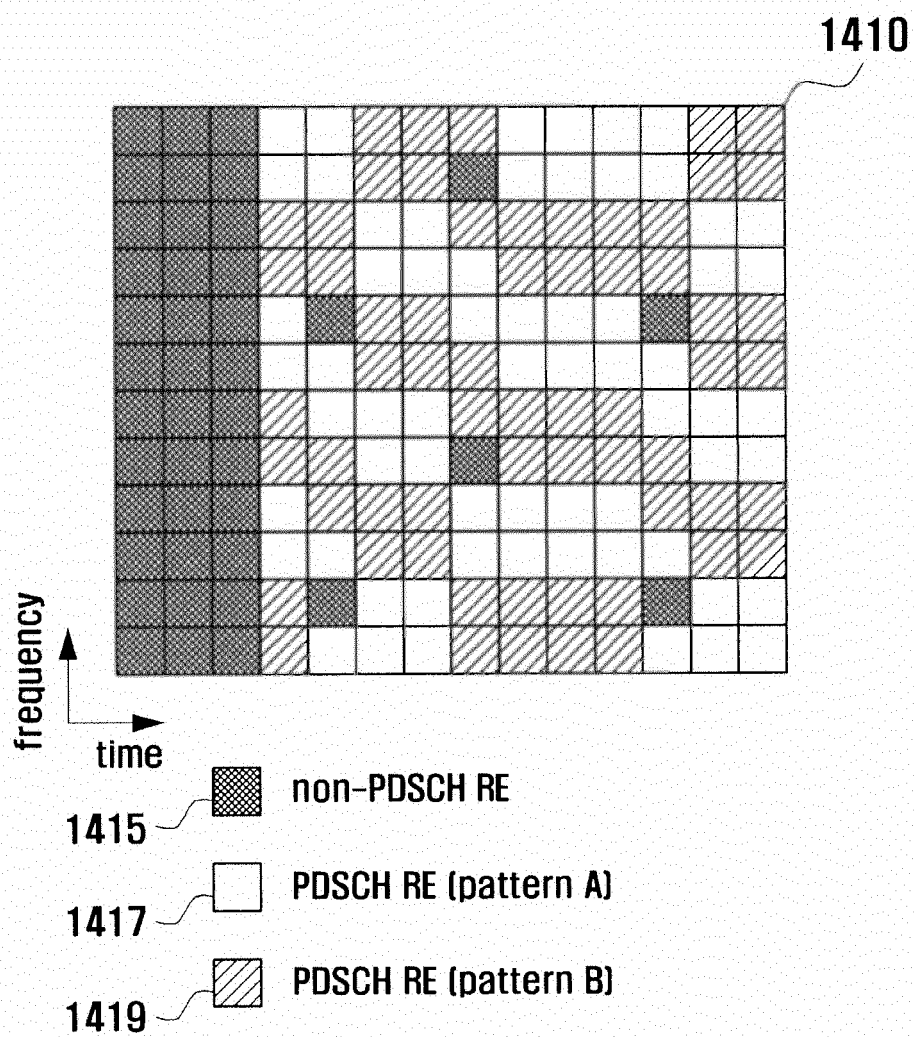 1410
frequency
time
non-PDSCH RE
1415
PDSCH RE (pattern A)
1417
PDSCH RE (pattern B)
1419